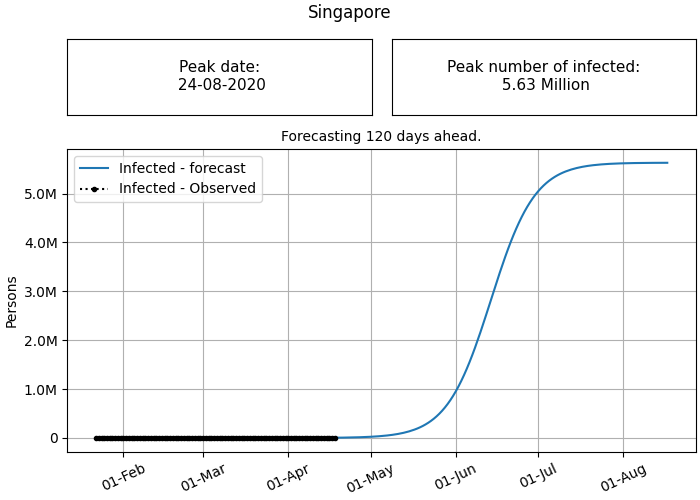 Singapore
Peak date:
24-08-2020
Peak number of infected:
5.63 Million
Forecasting 120 days ahead.
Infected - forecast
Infected - Observed
Persons
5.0M
4.0M
3.0M
2.0M
1.0M
0
01-Feb
01-Mar
01-Apr
01-May
01-Jun
01-Jul
01-Aug